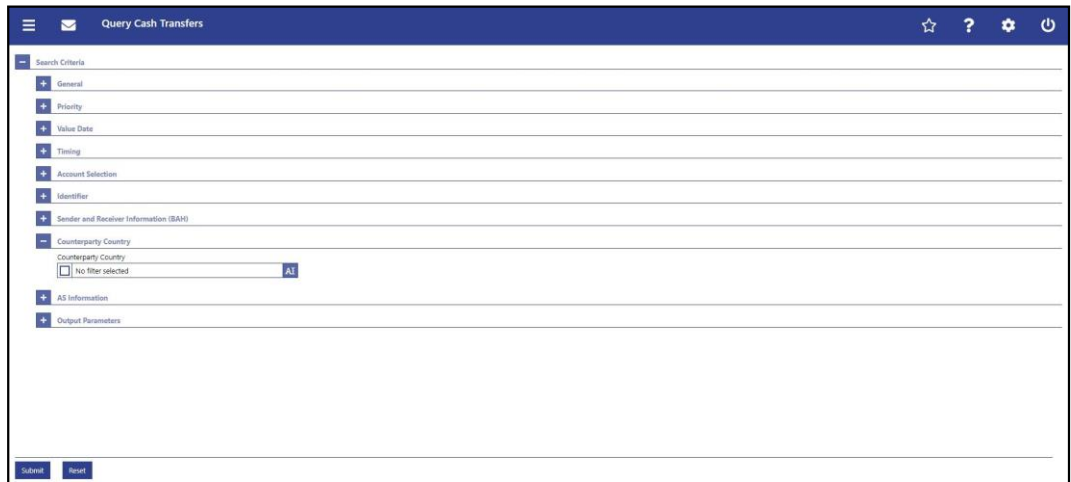 Query Cash Transfers
?
− Search Criteria
+ General
+ Priority
+ Value Date
+ Timing
+ Account Selection
+ Identifier
+ Sender and Receiver Information (BAH)
− Counterparty Country
Counterparty Country
No filter selected AI
+ AS Information
+ Output Parameters
Submit Reset